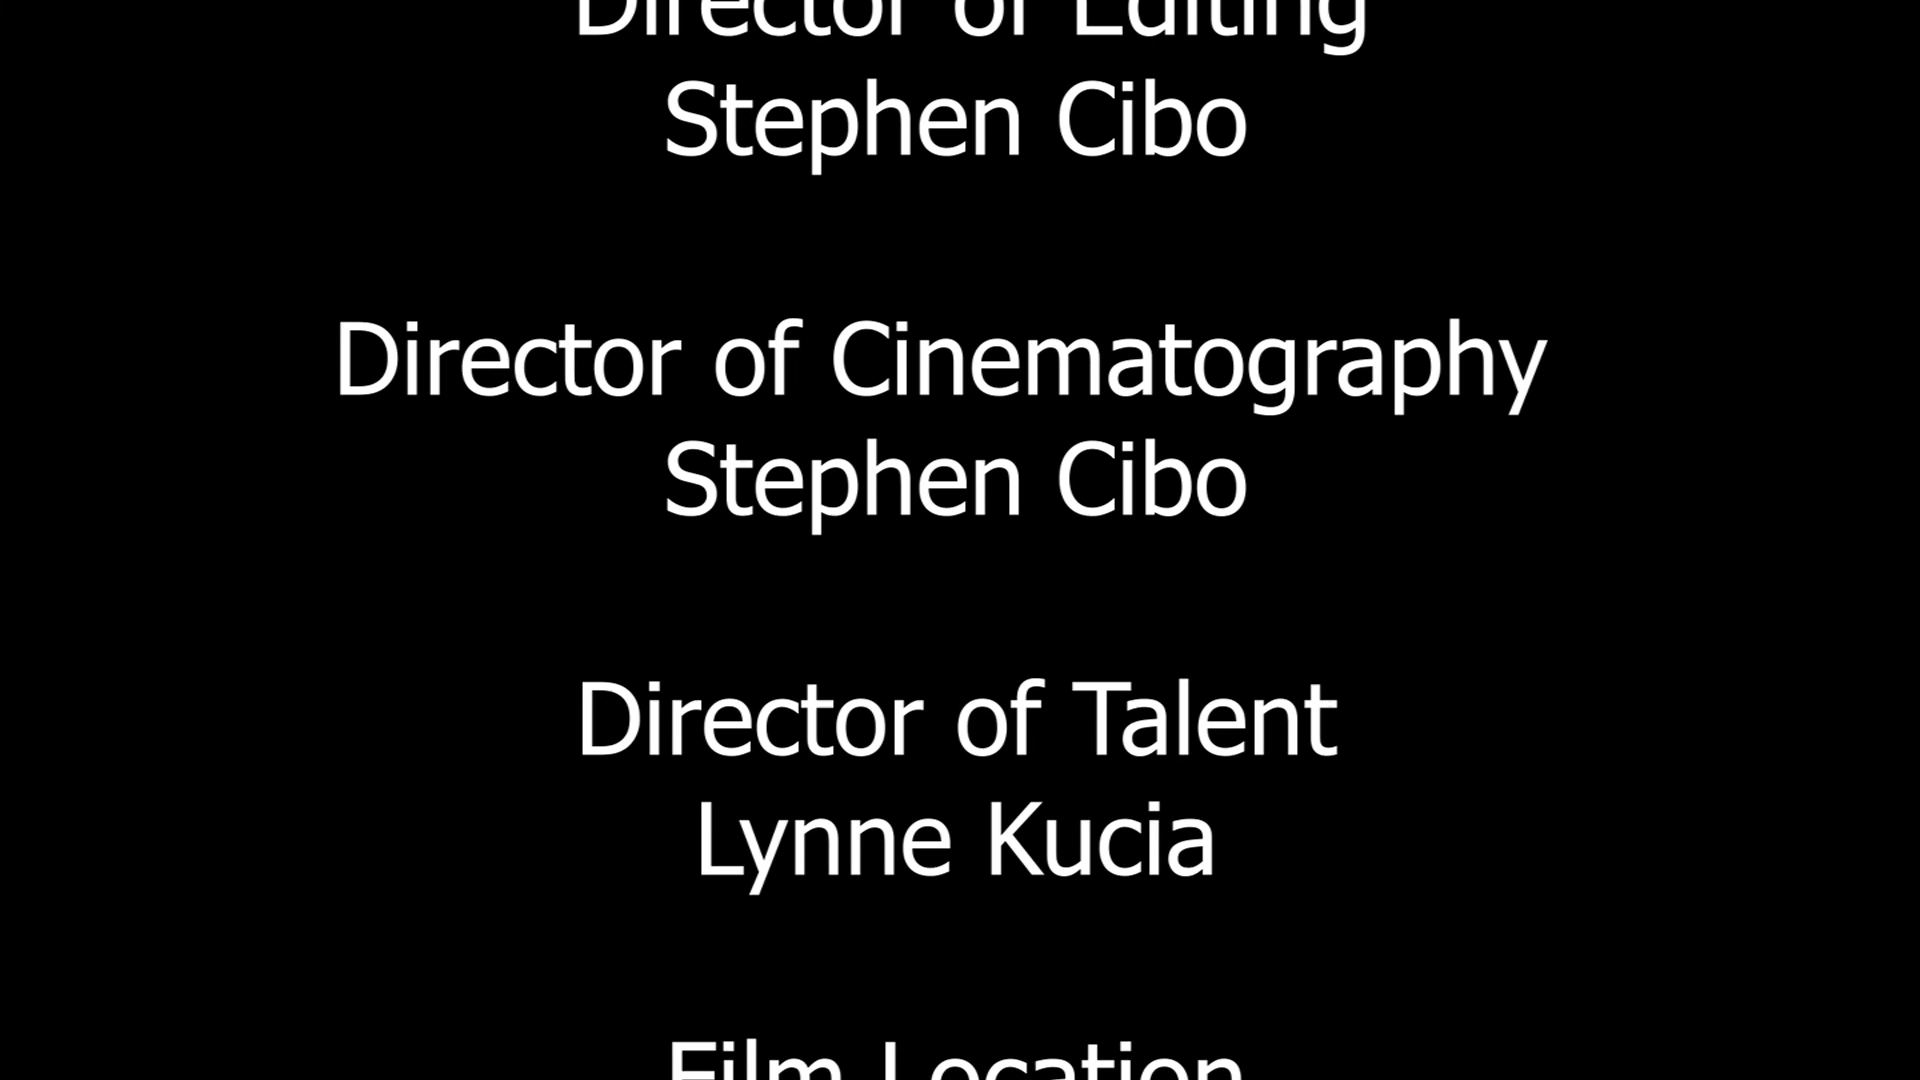 Director of Editing
Stephen Cibo
Director of Cinematography
Stephen Cibo
Director of Talent
Lynne Kucia
Film Location